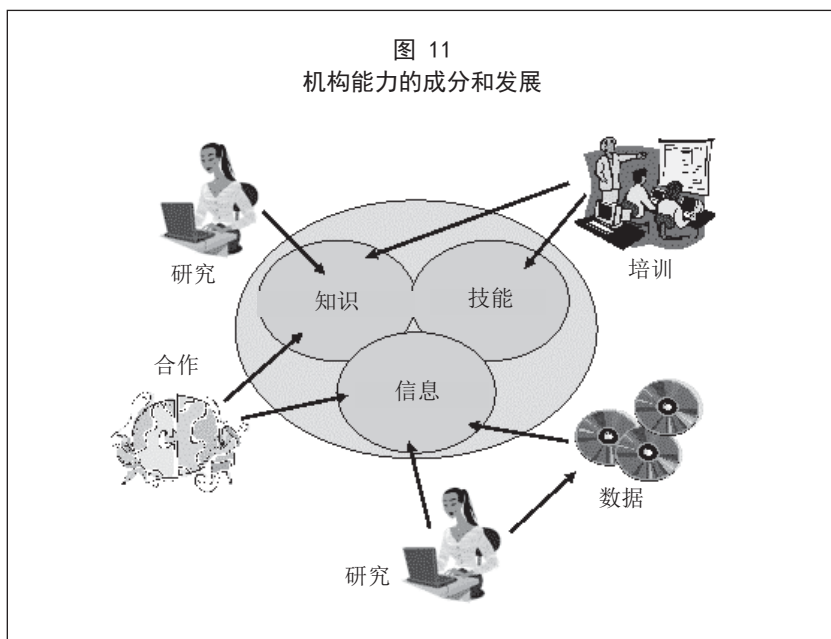 图 11
机构能力的成分和发展
研究
培训
知识
技能
合作
信息
数据
研究